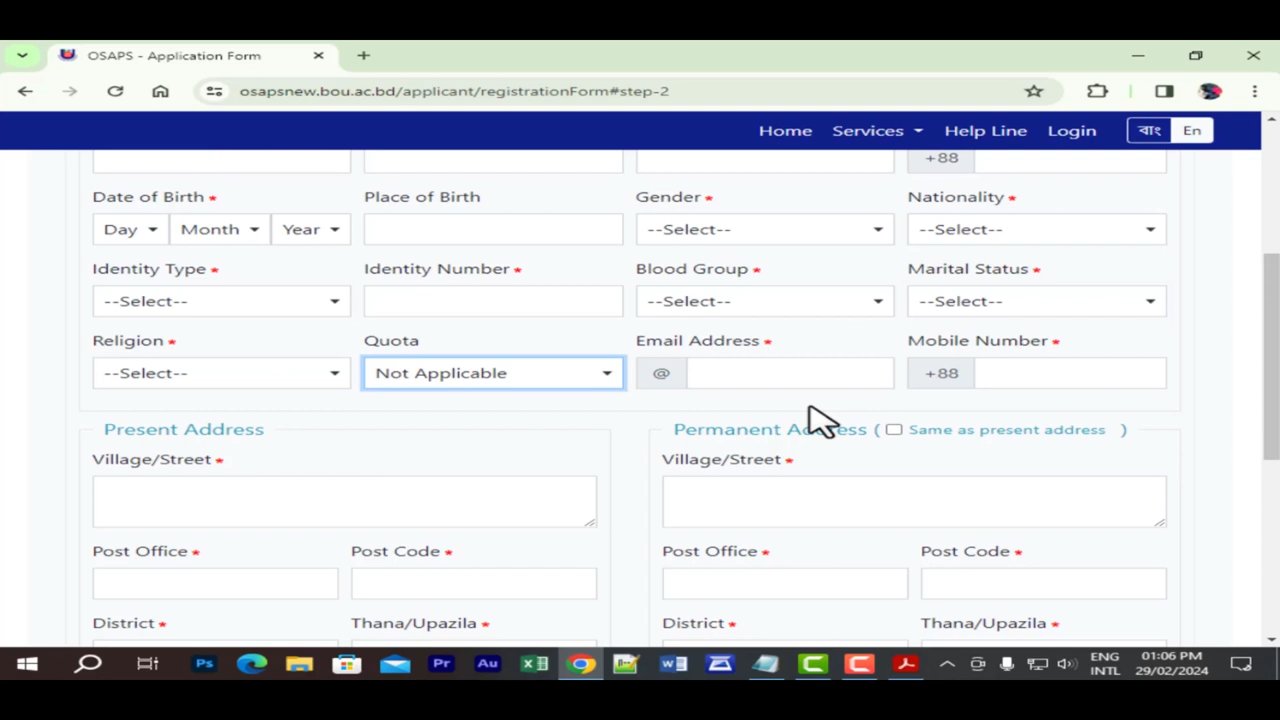 OSAPS - Application Form
osapsnew.bou.ac.bd/applicant/registrationForm#step-2
Home Services Help Line Login বাং En
+88
Date of Birth * Place of Birth Gender * Nationality *
Day Month Year --Select-- --Select--
Identity Type * Identity Number * Blood Group * Marital Status *
--Select-- --Select-- --Select--
Religion * Quota Email Address * Mobile Number *
--Select-- Not Applicable @ +88
Present Address Permanent Address ( Same as present address )
Village/Street * Village/Street *
Post Office * Post Code * Post Office * Post Code *
District * Thana/Upazila * District * Thana/Upazila *
Ps Pr Au ENG 01:06 PM
INTL 29/02/2024